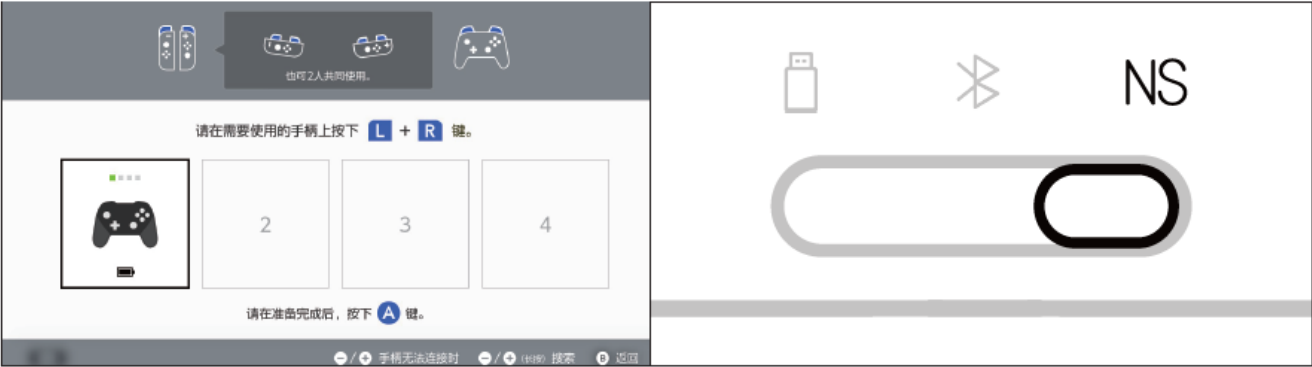 也可2人共同使用。
请在需要使用的手柄上按下 L + R 键。
2
3
4
请在准备完成后，按下 A 键。
-/+ 手柄无法连接时 -/+ (长按) 搜索 B 返回
NS